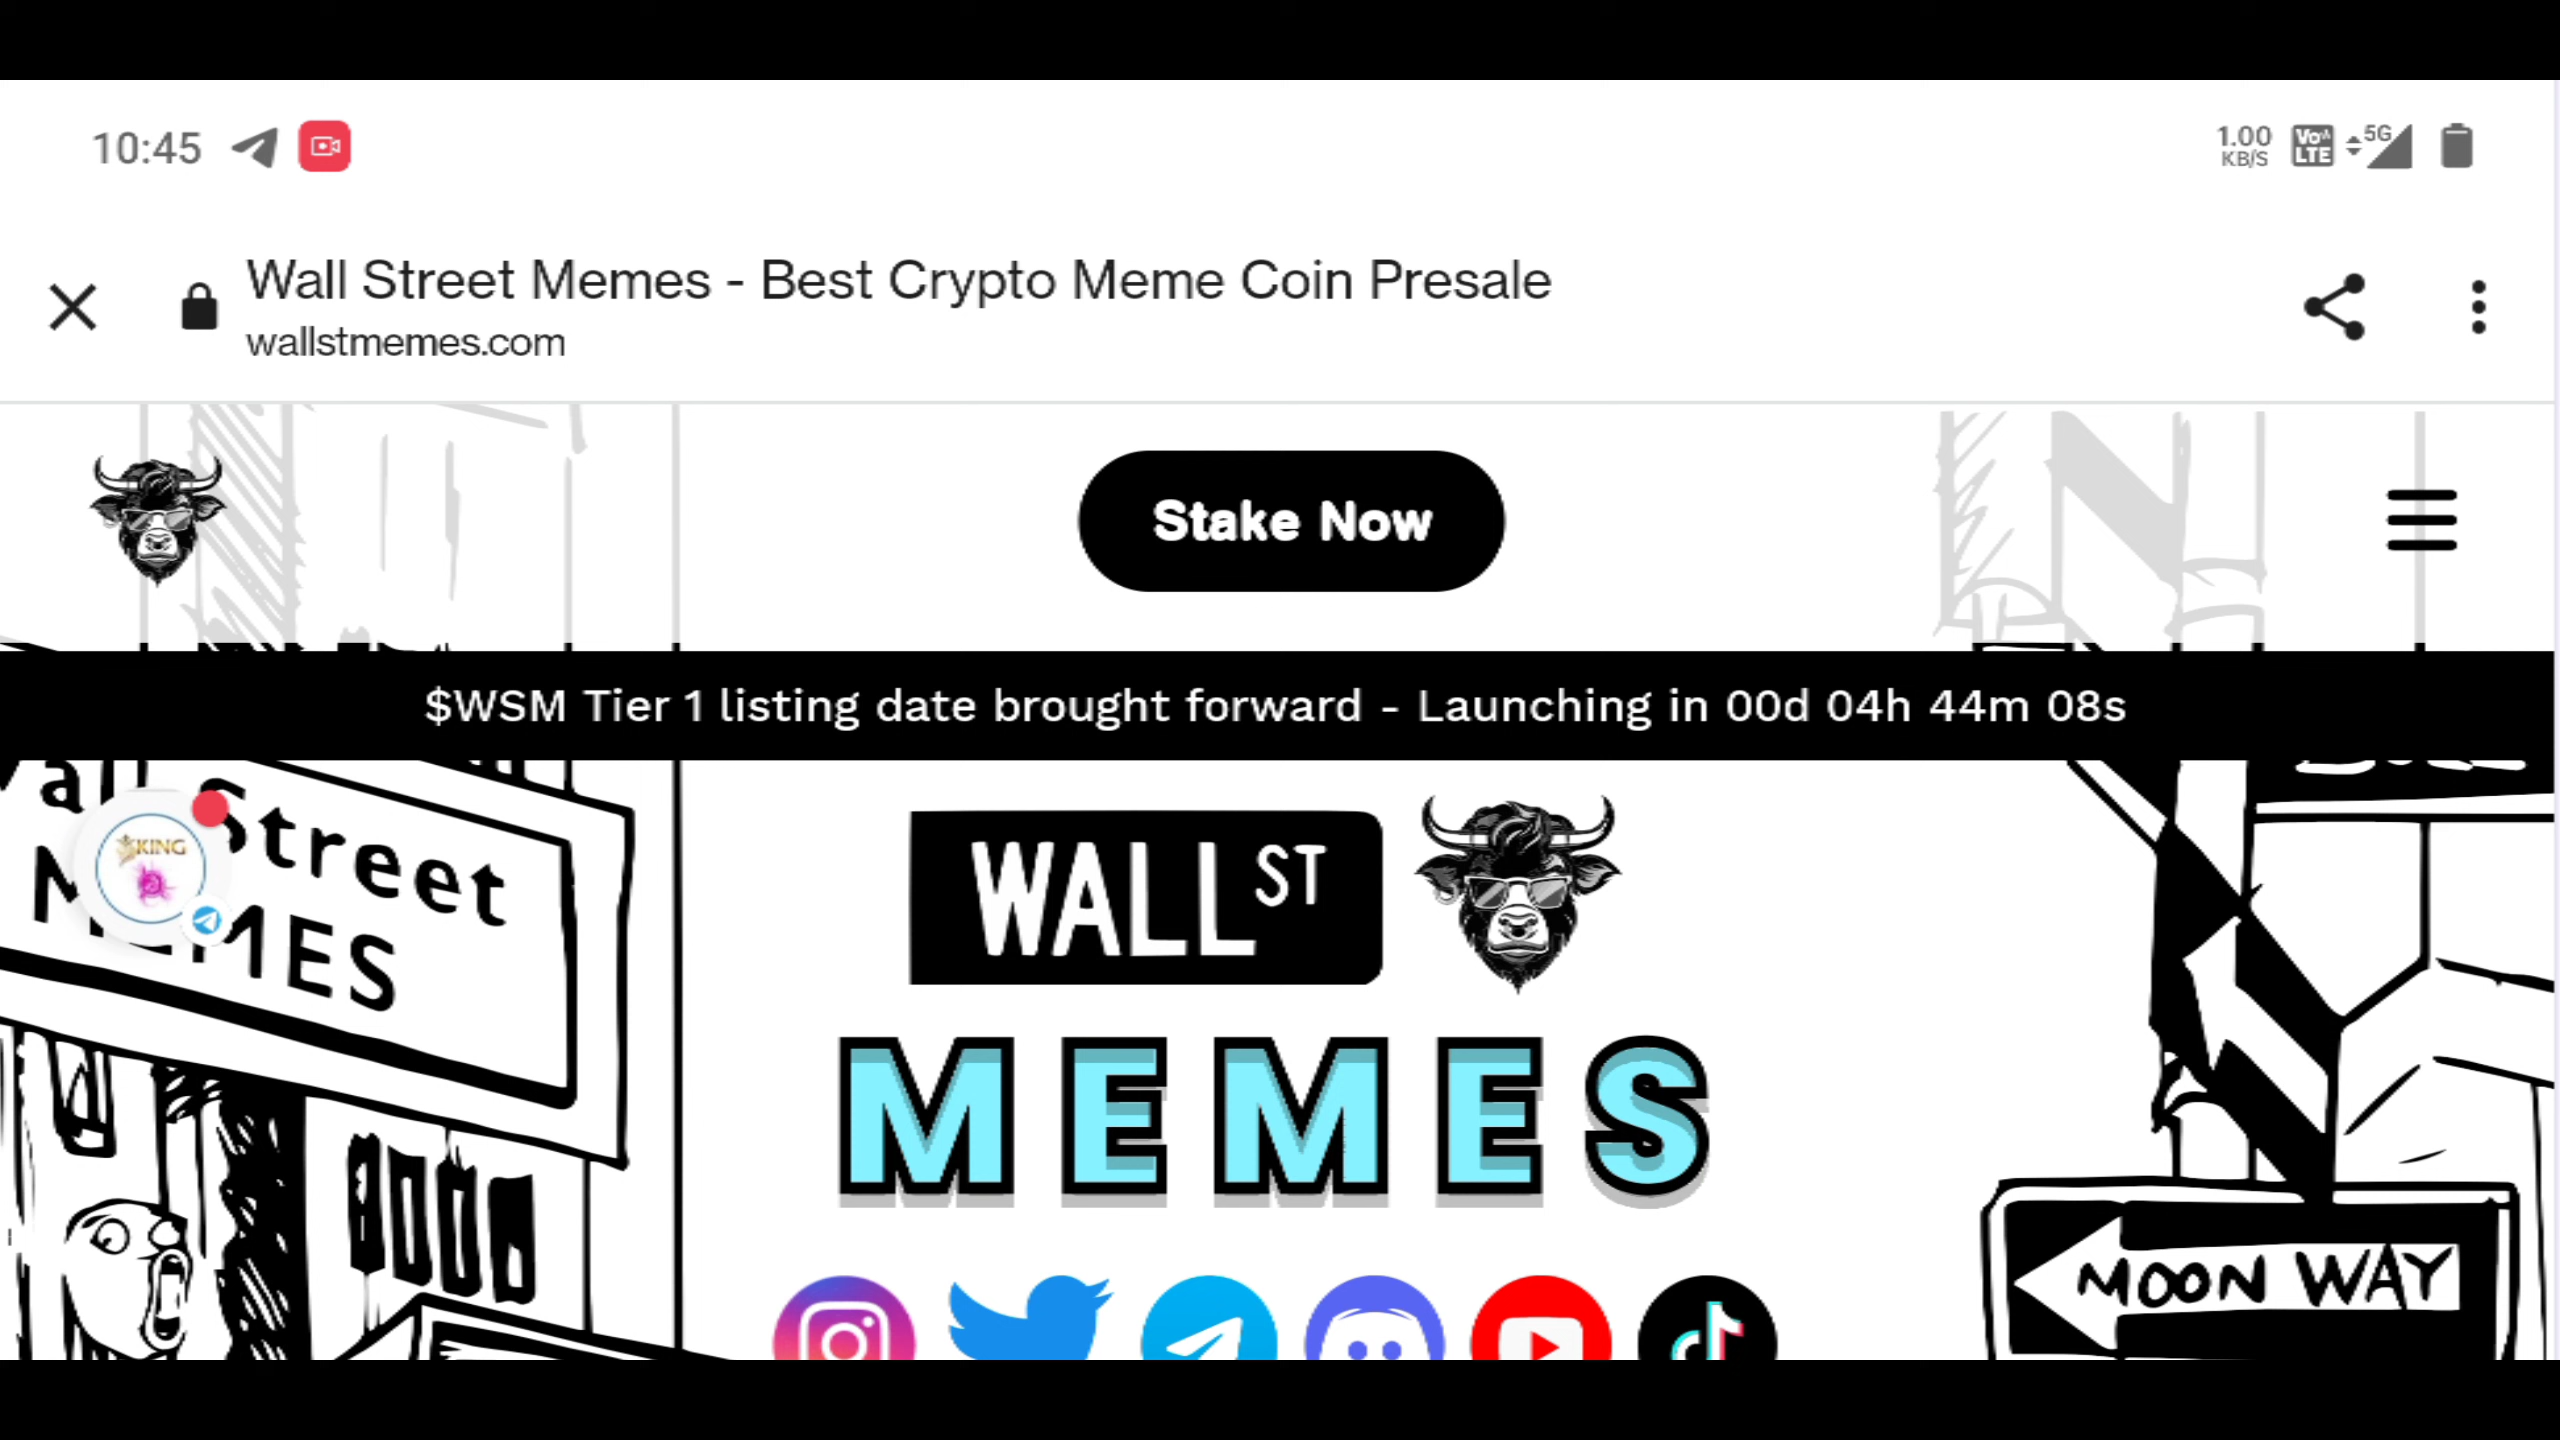 10:45
1.00
KB/S
Vo
LTE
5G
Wall Street Memes - Best Crypto Meme Coin Presale
wallstmemes.com
Stake Now
$WSM Tier 1 listing date brought forward - Launching in 00d 04h 44m 08s
Street
KING
WALL ST
MEMES
MOON WAY